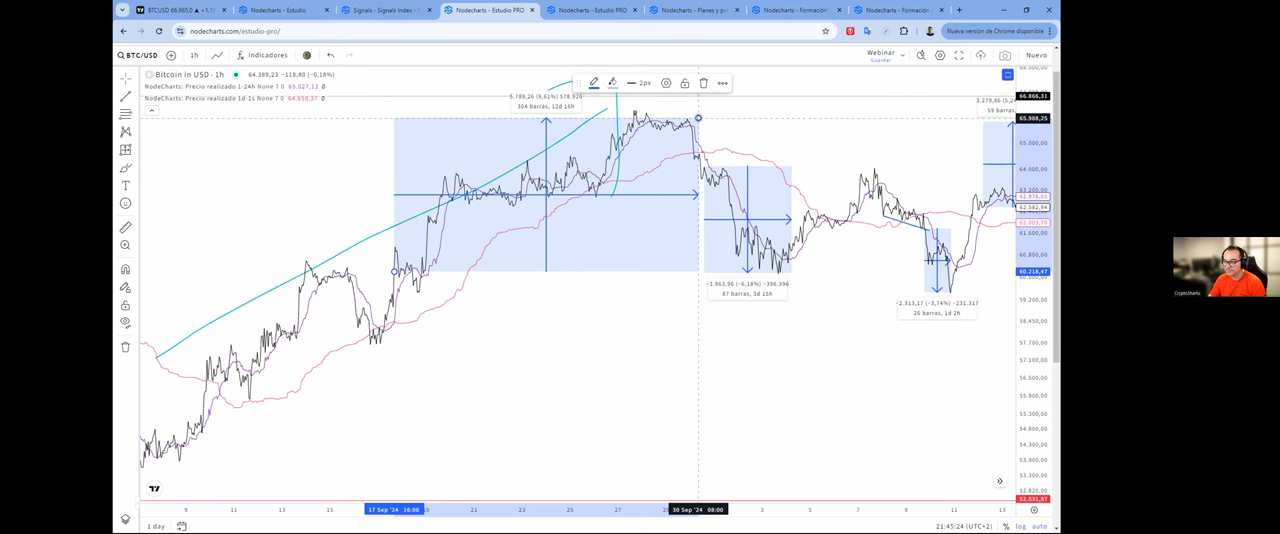 BTCUSD 66.965,0 ▲ +1.1
Nodecharts - Estudio
Signals - Signals Index -
Nodecharts - Estudio PRO
Nodecharts - Estudio PRO
Nodecharts - Planes y pr
Nodecharts - Formación
Nodecharts - Formación
nodecharts.com/estudio-pro/
Nueva versión de Chrome disponible
BTC/USD
1h
Indicadores
Webinar
Guardar
Nuevo
Bitcoin in USD · 1h 64.389,23 −118,80 (−0,18%)
NodeCharts: Precio realizado 1-24h None 7 0 65.027,13
NodeCharts: Precio realizado 1d-1s None 7 0 64.650,37
2px
5.789,26 (9,61%) 578.926
304 barras, 12d 16h
3.279,86 (5,2
59 barras,
−3.963,96 (−6,18%) −396.396
87 barras, 3d 15h
−2.313,17 (−3,74%) −231.317
26 barras, 1d 2h
68.000,00
66.866,31
65.988,25
65.000,00
64.000,00
63.200,00
62.976,65
62.582,94
62.003,70
61.600,00
60.800,00
60.218,47
59.200,00
58.450,00
57.700,00
57.100,00
56.500,00
55.900,00
55.300,00
54.800,00
54.300,00
53.800,00
53.310,00
52.820,00
52.531,97
9
11
13
15
17 Sep '24 16:00
19
21
23
25
27
30 Sep '24 08:00
3
5
7
9
11
13
1 day
21:45:24 (UTC+2)
%
log
auto
CryptoSharks